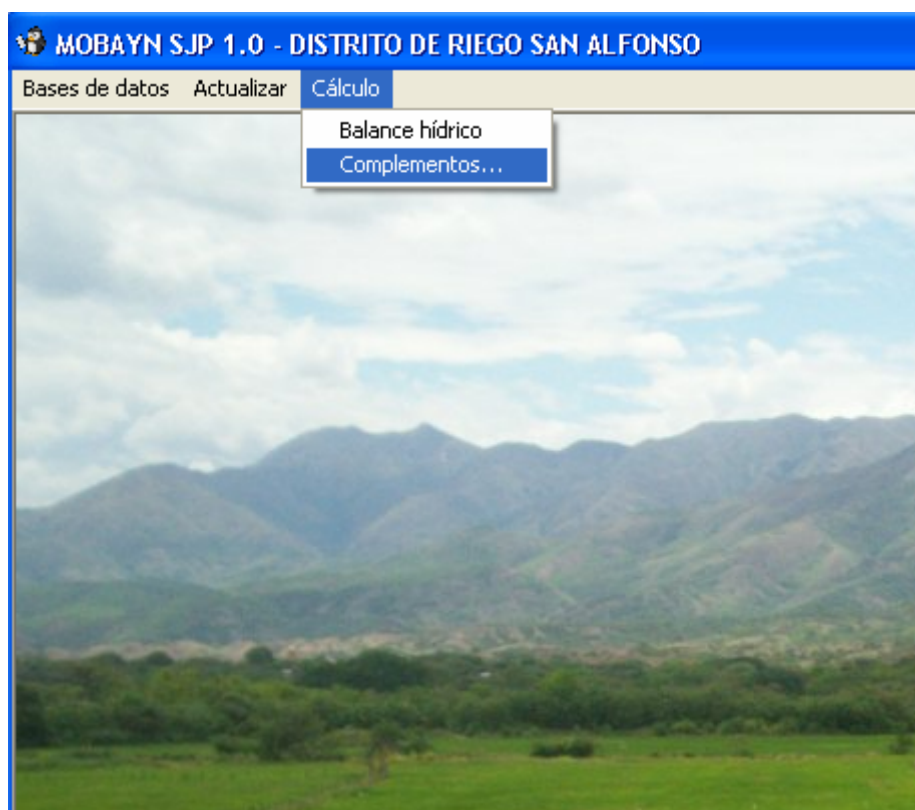 MOBAYN SJP 1.0 - DISTRITO DE RIEGO SAN ALFONSO
Bases de datos Actualizar Cálculo
Balance hídrico
Complementos...